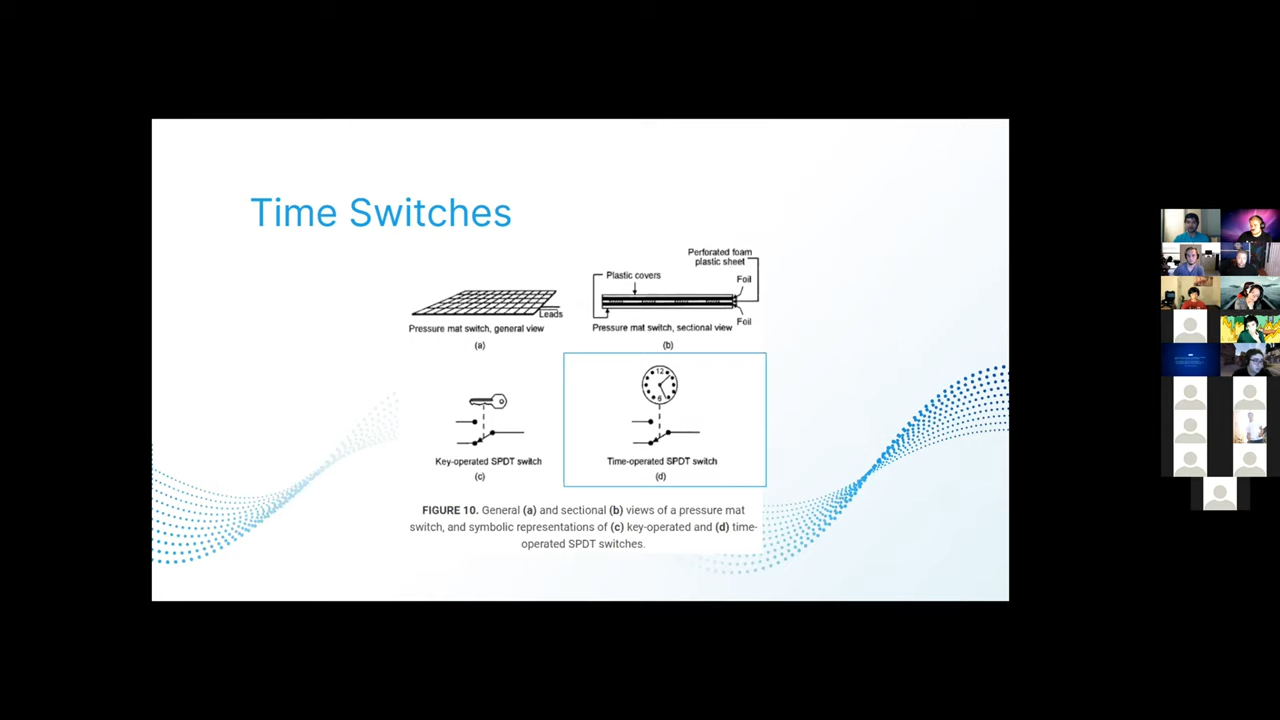 Time Switches
Perforated foam
plastic sheet
Plastic covers
Foil
Leads
Foil
Pressure mat switch, general view
Pressure mat switch, sectional view
(a)
(b)
12
6
Key-operated SPDT switch
Time-operated SPDT switch
(c)
(d)
FIGURE 10. General (a) and sectional (b) views of a pressure mat
switch, and symbolic representations of (c) key-operated and (d) time-
operated SPDT switches.